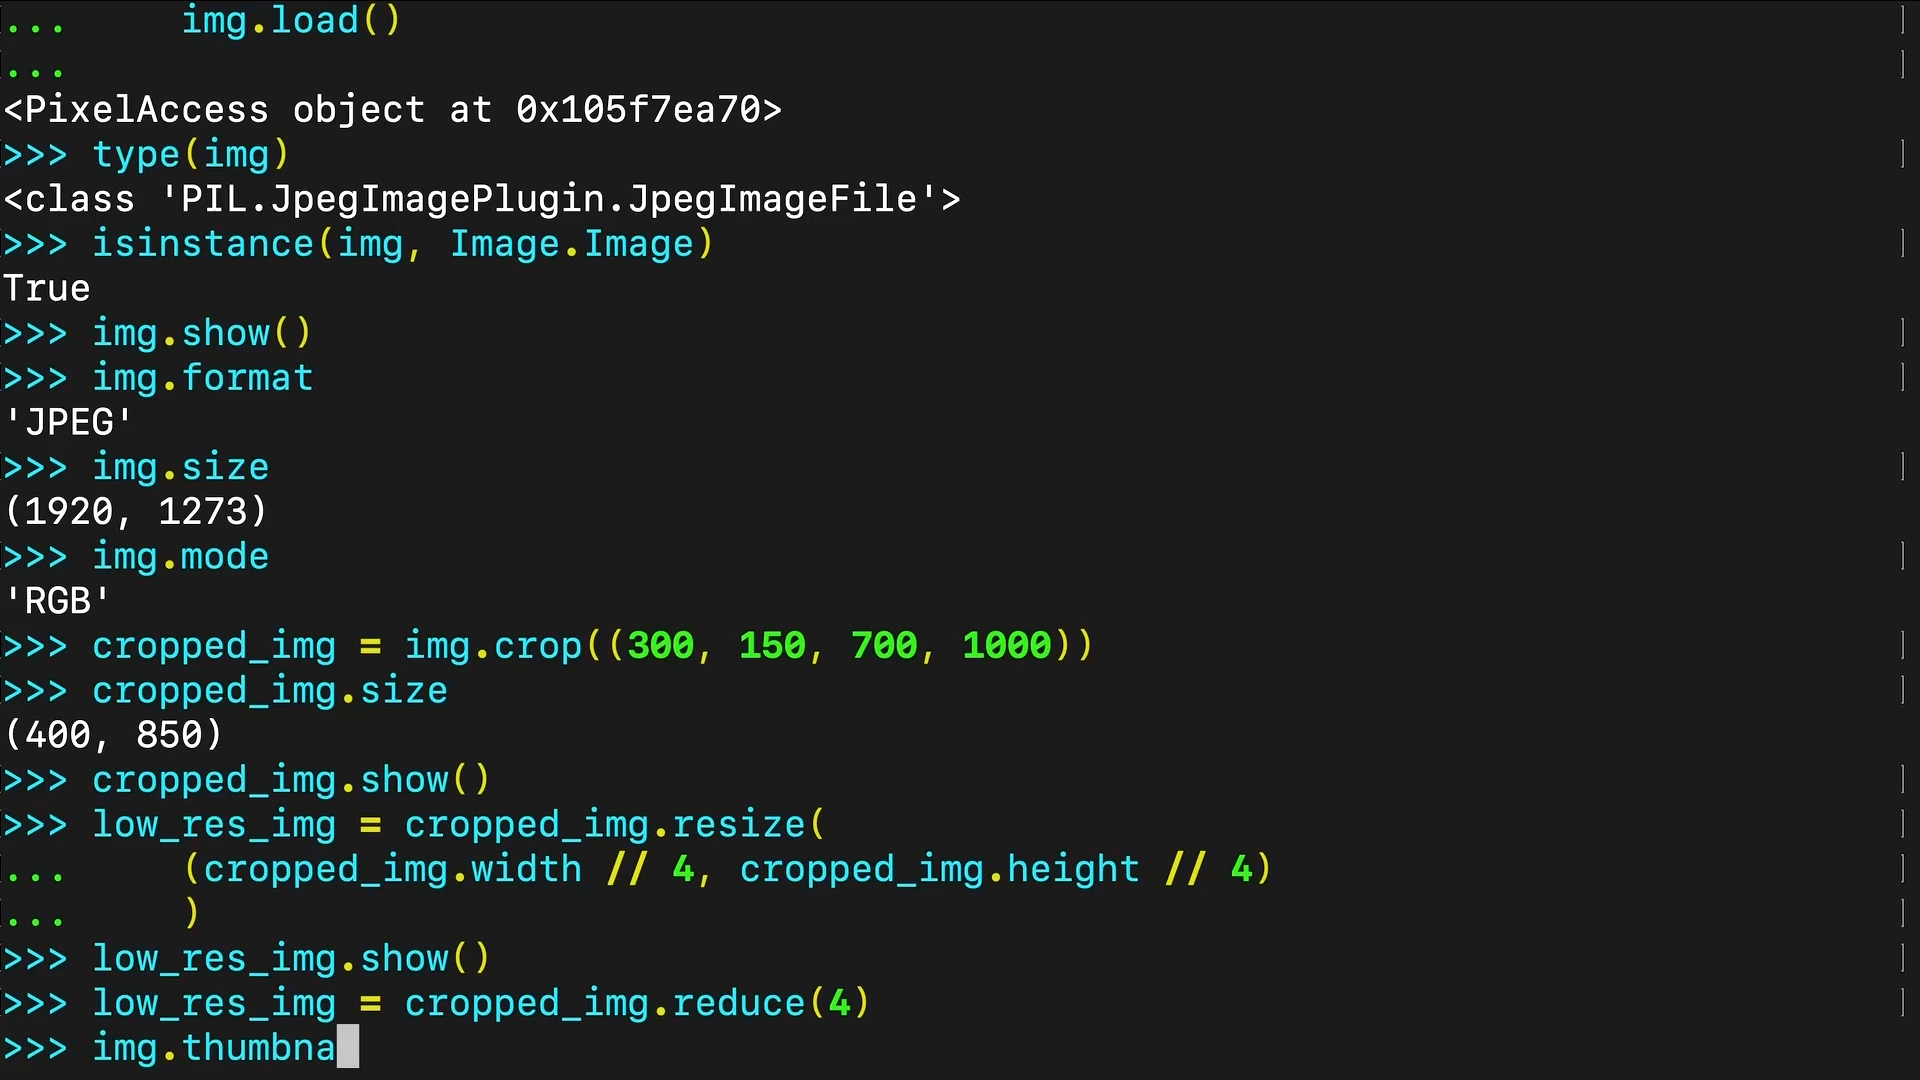 ...     img.load()
...
<PixelAccess object at 0x105f7ea70>
>>> type(img)
<class 'PIL.JpegImagePlugin.JpegImageFile'>
>>> isinstance(img, Image.Image)
True
>>> img.show()
>>> img.format
'JPEG'
>>> img.size
(1920, 1273)
>>> img.mode
'RGB'
>>> cropped_img = img.crop((300, 150, 700, 1000))
>>> cropped_img.size
(400, 850)
>>> cropped_img.show()
>>> low_res_img = cropped_img.resize(
...     (cropped_img.width // 4, cropped_img.height // 4)
...     )
>>> low_res_img.show()
>>> low_res_img = cropped_img.reduce(4)
>>> img.thumbna